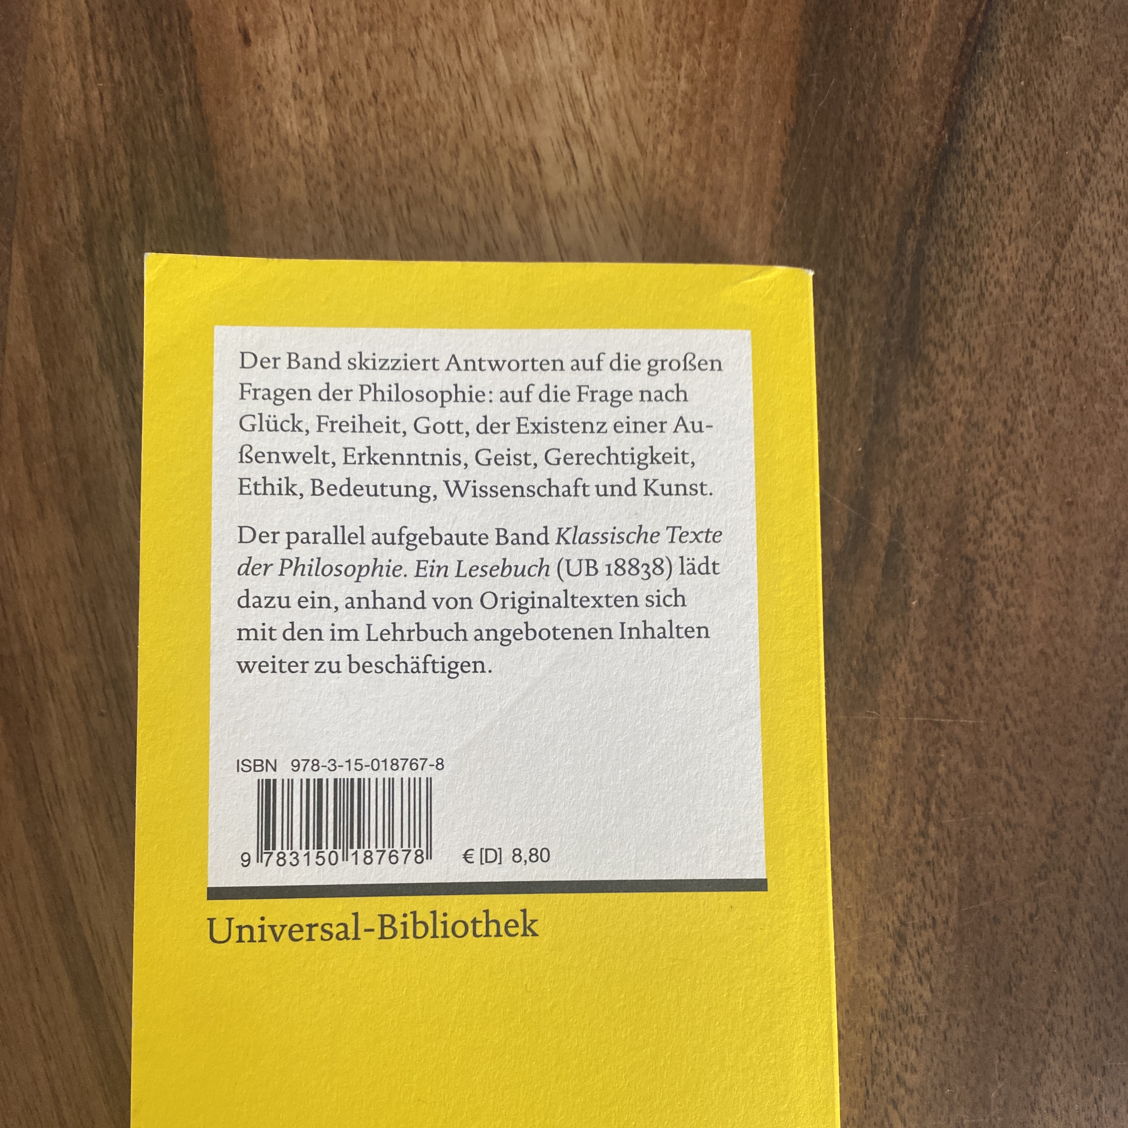 Der Band skizziert Antworten auf die großen
Fragen der Philosophie: auf die Frage nach
Glück, Freiheit, Gott, der Existenz einer Au-
ßenwelt, Erkenntnis, Geist, Gerechtigkeit,
Ethik, Bedeutung, Wissenschaft und Kunst.
Der parallel aufgebaute Band Klassische Texte
der Philosophie. Ein Lesebuch (UB 18838) lädt
dazu ein, anhand von Originaltexten sich
mit den im Lehrbuch angebotenen Inhalten
weiter zu beschäftigen.
ISBN 978-3-15-018767-8
9 783150 187678
€ [D] 8,80
Universal-Bibliothek